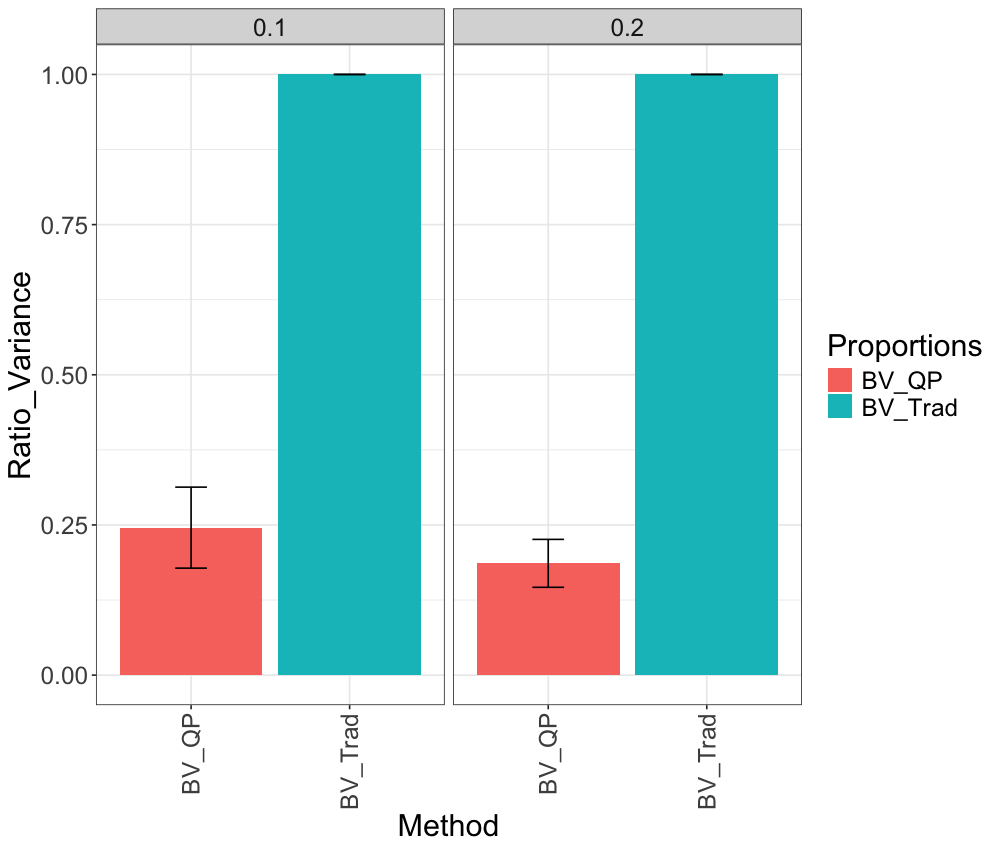 0.1
0.2
Ratio_Variance
1.00
0.75
0.50
0.25
0.00
BV_QP
BV_Trad
BV_QP
BV_Trad
Method
Proportions
BV_QP
BV_Trad